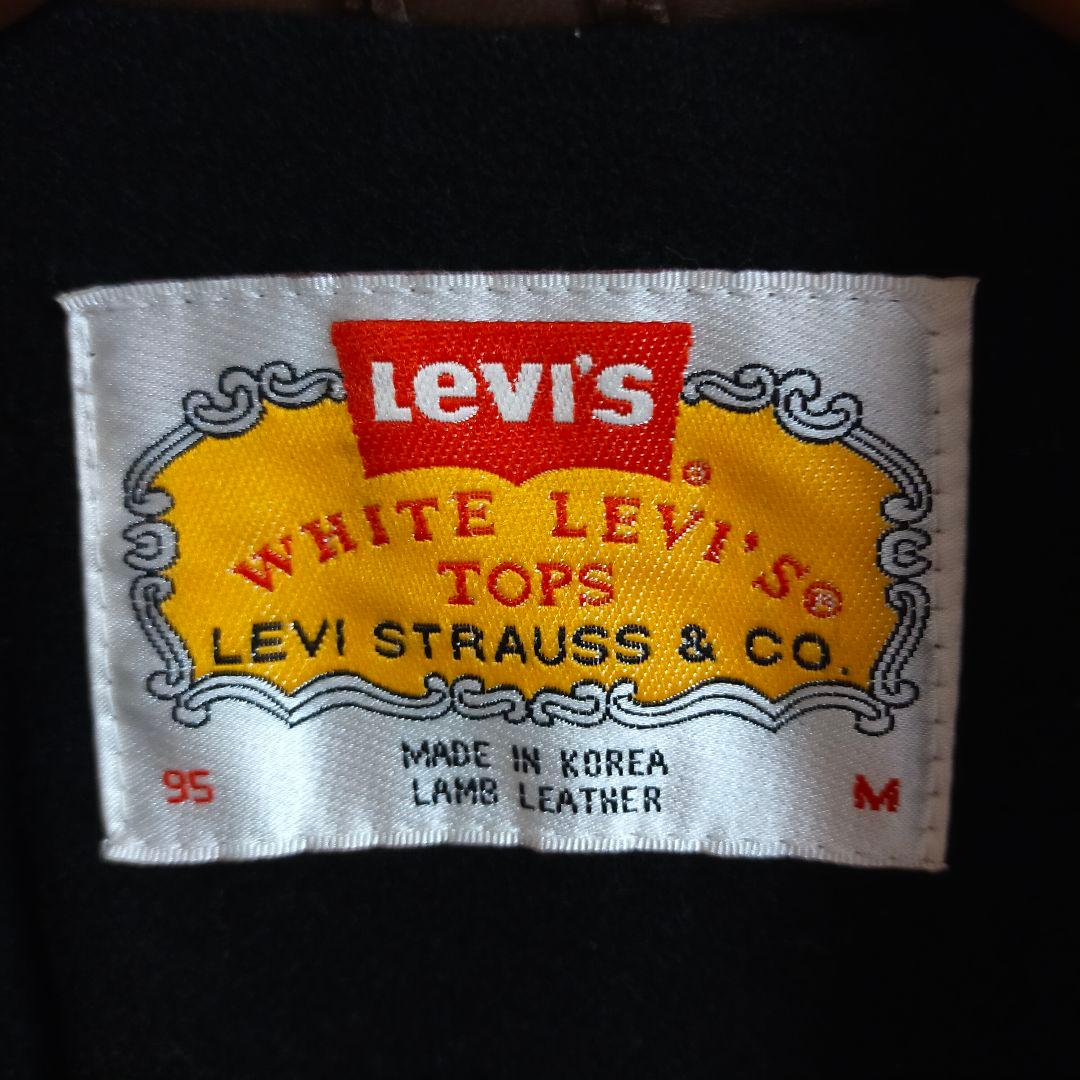 Levi's®
WHITE LEVI'S®
TOPS
LEVI STRAUSS & CO.
MADE IN KOREA
LAMB LEATHER
95
M